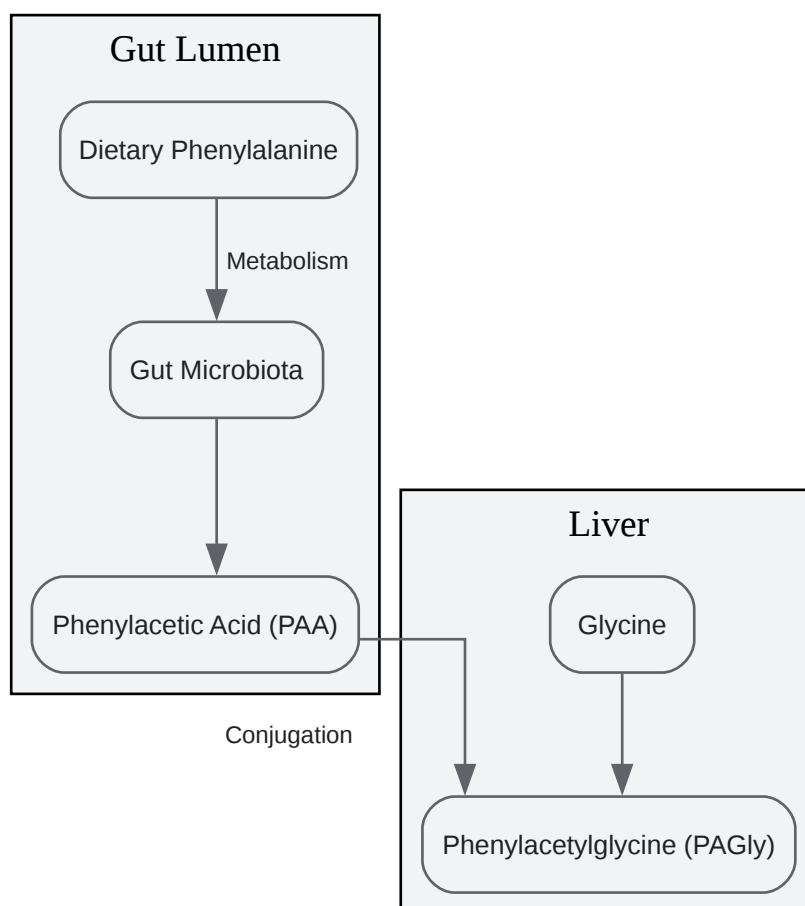 Gut Lumen
Dietary Phenylalanine
Metabolism
Gut Microbiota
Phenylacetic Acid (PAA)
Conjugation
Liver
Glycine
Phenylacetylglycine (PAGly)